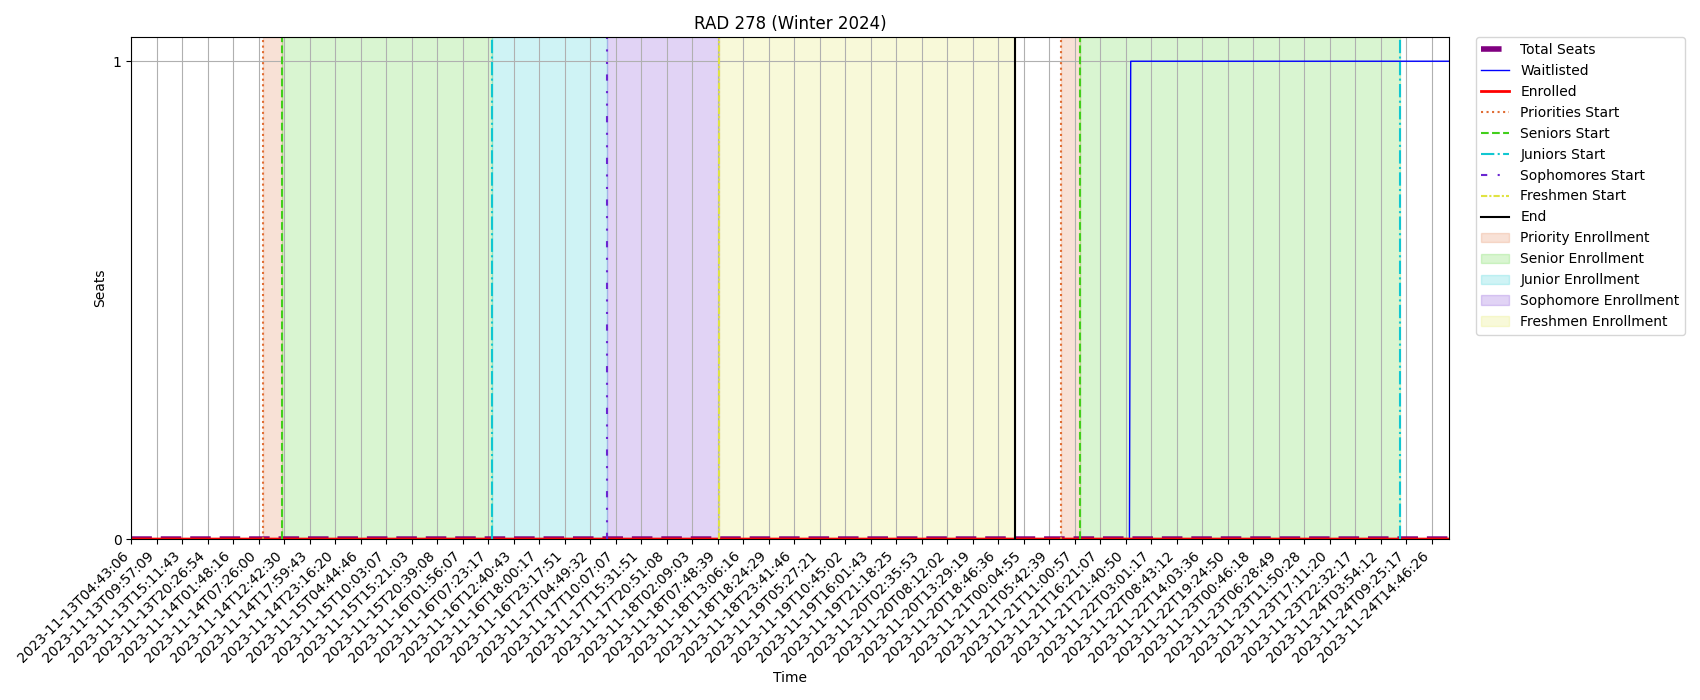 RAD 278 (Winter 2024)
1
0
Seats
2023-11-13T04:43:06
2023-11-13T09:57:09
2023-11-13T15:11:43
2023-11-13T20:26:54
2023-11-14T01:48:16
2023-11-14T07:26:00
2023-11-14T12:42:30
2023-11-14T17:59:43
2023-11-14T23:16:20
2023-11-15T04:44:46
2023-11-15T10:03:07
2023-11-15T15:21:03
2023-11-15T20:39:08
2023-11-16T01:56:07
2023-11-16T07:23:17
2023-11-16T12:40:43
2023-11-16T18:00:17
2023-11-16T23:17:51
2023-11-17T04:49:32
2023-11-17T10:07:07
2023-11-17T15:31:51
2023-11-17T20:51:08
2023-11-18T02:09:03
2023-11-18T07:48:39
2023-11-18T13:06:16
2023-11-18T18:24:29
2023-11-18T23:41:46
2023-11-19T05:27:21
2023-11-19T10:45:02
2023-11-19T16:01:43
2023-11-19T21:18:25
2023-11-20T02:35:53
2023-11-20T08:12:02
2023-11-20T13:29:19
2023-11-20T18:46:36
2023-11-21T00:04:55
2023-11-21T05:42:39
2023-11-21T11:00:57
2023-11-21T16:21:07
2023-11-21T21:40:50
2023-11-22T03:01:17
2023-11-22T08:43:12
2023-11-22T14:03:36
2023-11-22T19:24:50
2023-11-23T00:46:18
2023-11-23T06:28:49
2023-11-23T11:50:28
2023-11-23T17:11:20
2023-11-23T22:32:17
2023-11-24T03:54:12
2023-11-24T09:25:17
2023-11-24T14:46:26
Time
Total Seats
Waitlisted
Enrolled
Priorities Start
Seniors Start
Juniors Start
Sophomores Start
Freshmen Start
End
Priority Enrollment
Senior Enrollment
Junior Enrollment
Sophomore Enrollment
Freshmen Enrollment